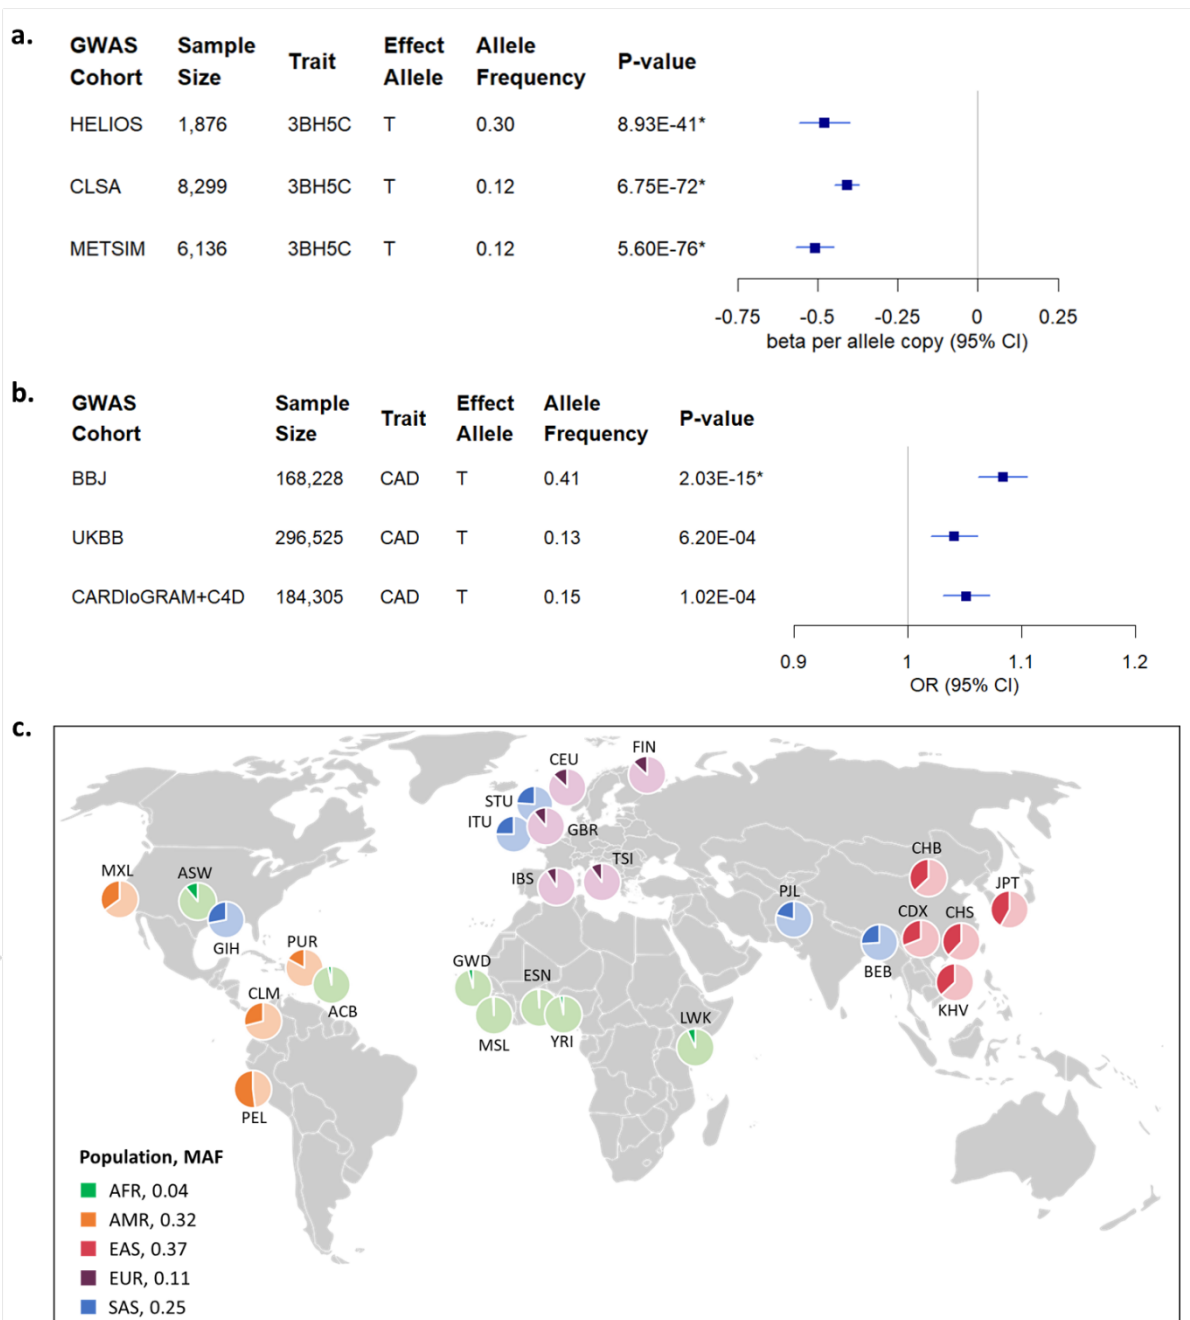 a.
GWAS Cohort Sample Size Trait Effect Allele Allele Frequency P-value
HELIOS 1,876 3BH5C T 0.30 8.93E-41*
CLSA 8,299 3BH5C T 0.12 6.75E-72*
METSIM 6,136 3BH5C T 0.12 5.60E-76*
-0.75 -0.5 -0.25 0 0.25
beta per allele copy (95% CI)
b.
GWAS Cohort Sample Size Trait Effect Allele Allele Frequency P-value
BBJ 168,228 CAD T 0.41 2.03E-15*
UKBB 296,525 CAD T 0.13 6.20E-04
CARDIoGRAM+C4D 184,305 CAD T 0.15 1.02E-04
0.9 1 1.1 1.2
OR (95% CI)
c.
FIN
CEU
STU
ITU
GBR
TSI
IBS
CHB
MXL
ASW
GIH
PJL
JPT
CDX
CHS
BEB
KHV
PUR
ACB
CLM
GWD
ESN
MSL
YRI
LWK
PEL
Population, MAF
AFR, 0.04
AMR, 0.32
EAS, 0.37
EUR, 0.11
SAS, 0.25